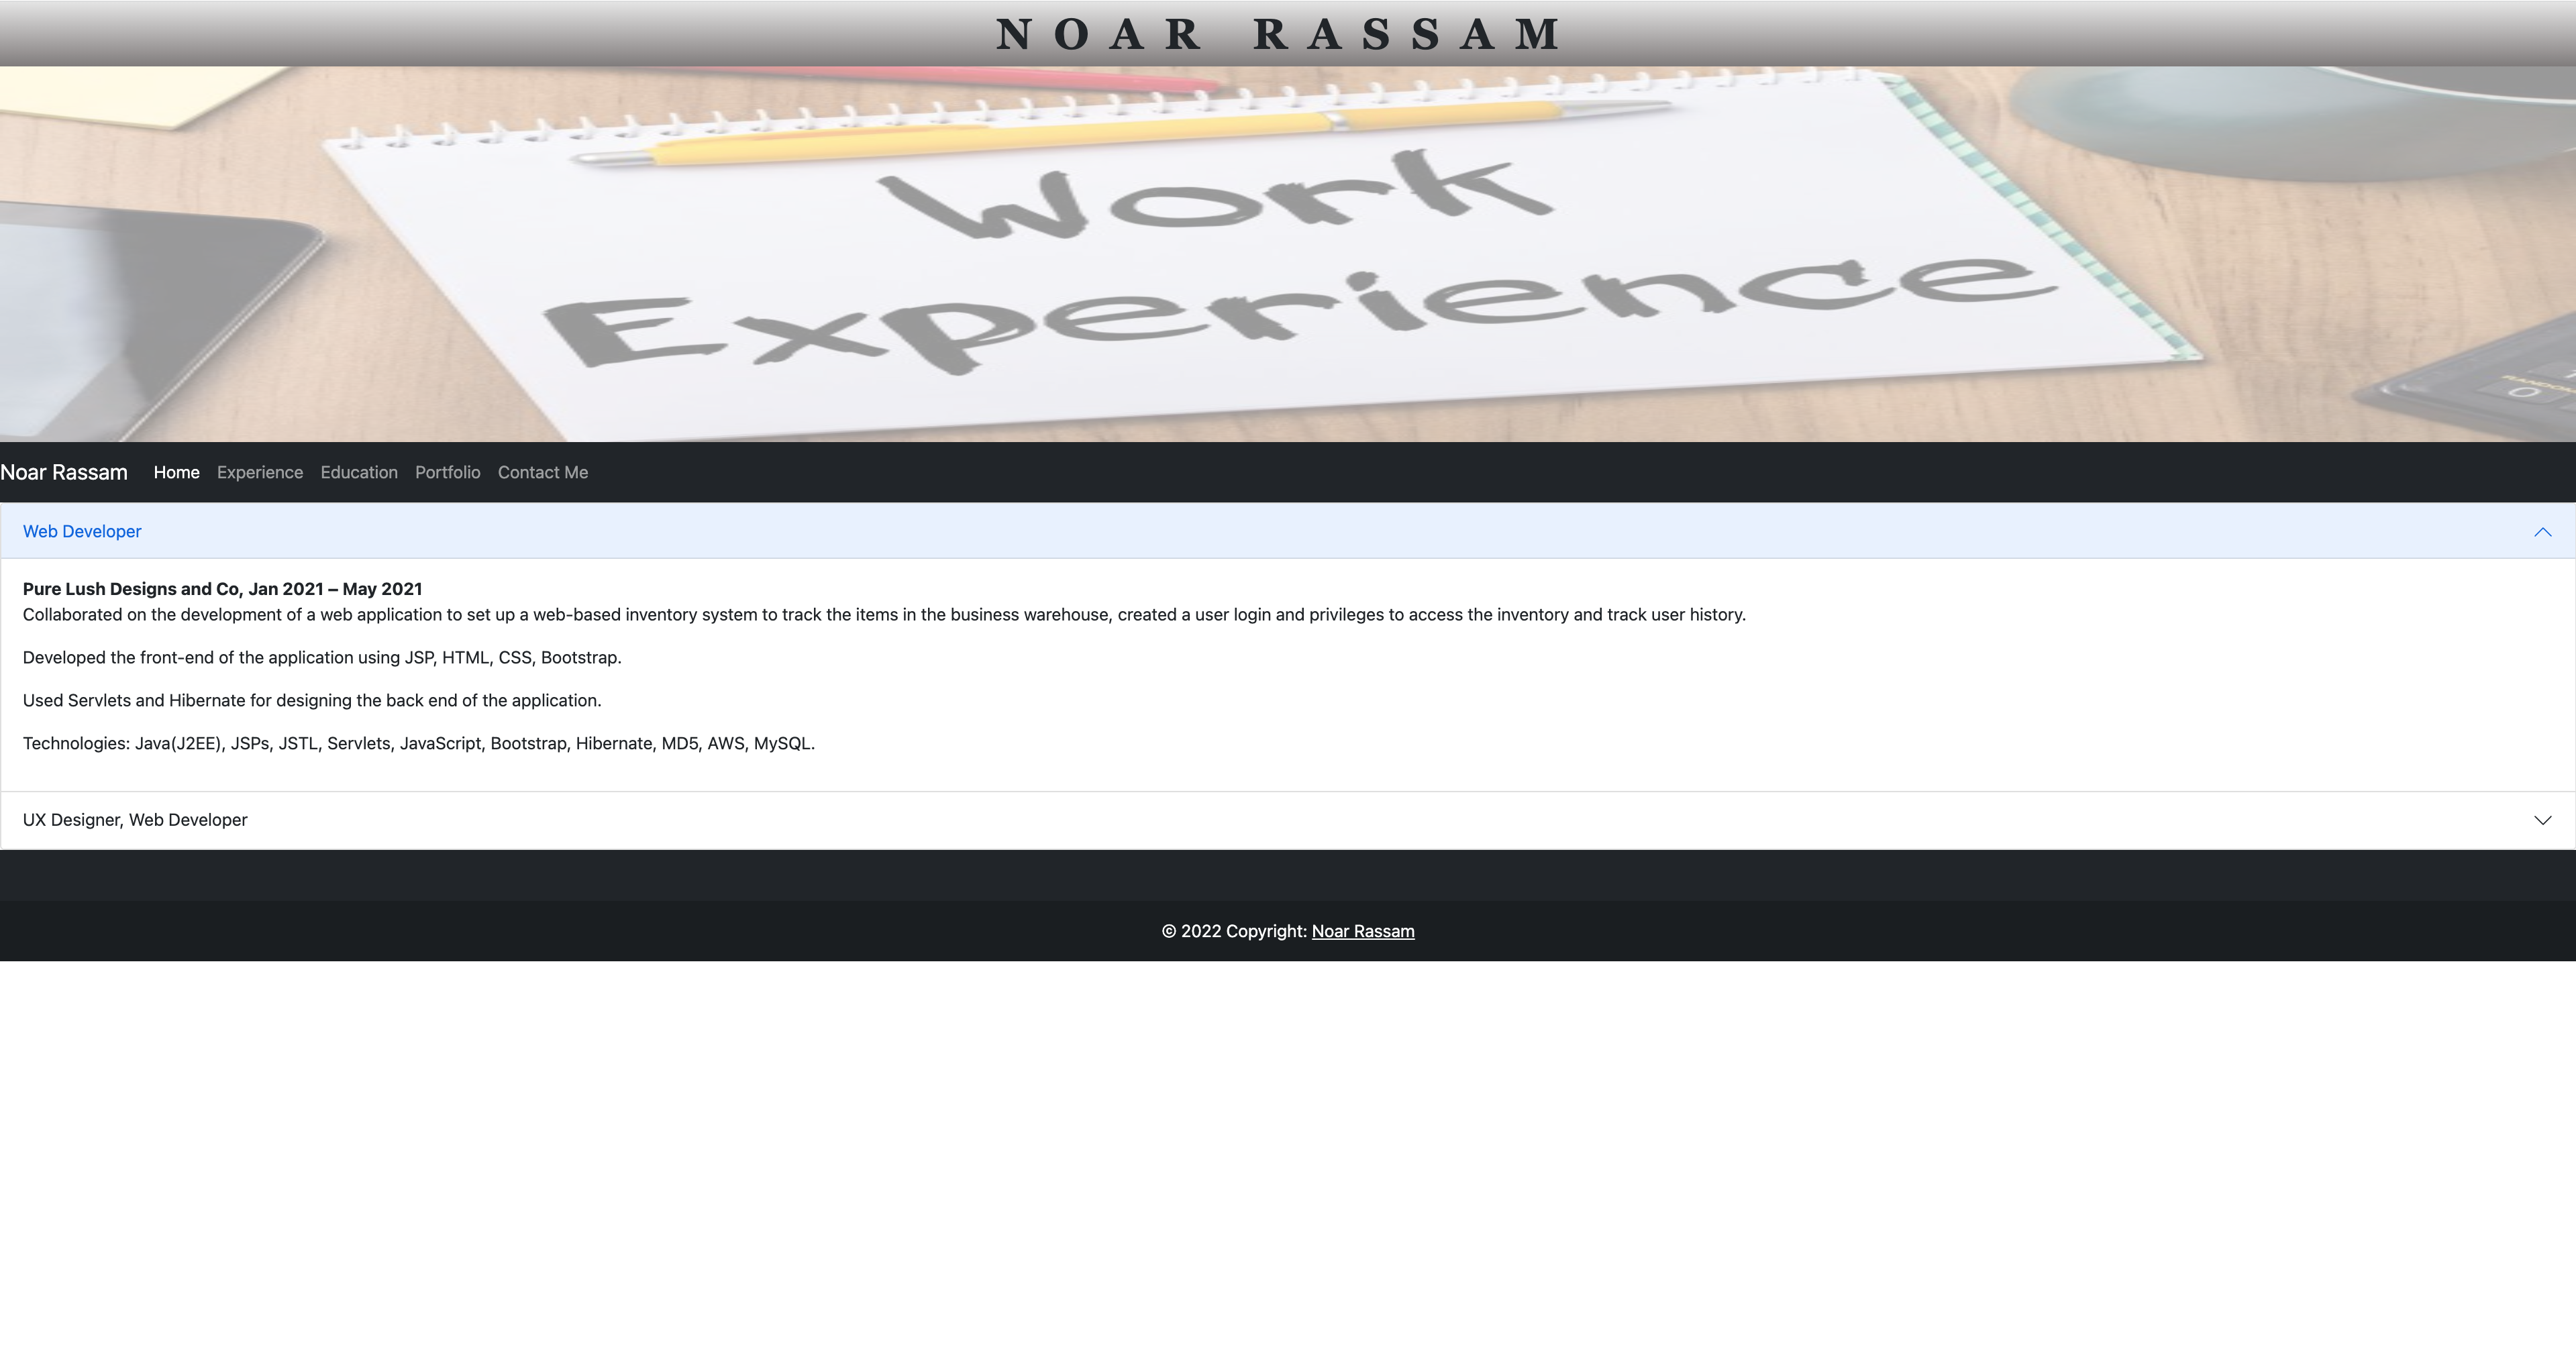 NOAR RASSAM
Work
Experience
Noar Rassam Home Experience Education Portfolio Contact Me
Web Developer
Pure Lush Designs and Co, Jan 2021 – May 2021
Collaborated on the development of a web application to set up a web-based inventory system to track the items in the business warehouse, created a user login and privileges to access the inventory and track user history.
Developed the front-end of the application using JSP, HTML, CSS, Bootstrap.
Used Servlets and Hibernate for designing the back end of the application.
Technologies: Java(J2EE), JSPs, JSTL, Servlets, JavaScript, Bootstrap, Hibernate, MD5, AWS, MySQL.
UX Designer, Web Developer
© 2022 Copyright: Noar Rassam